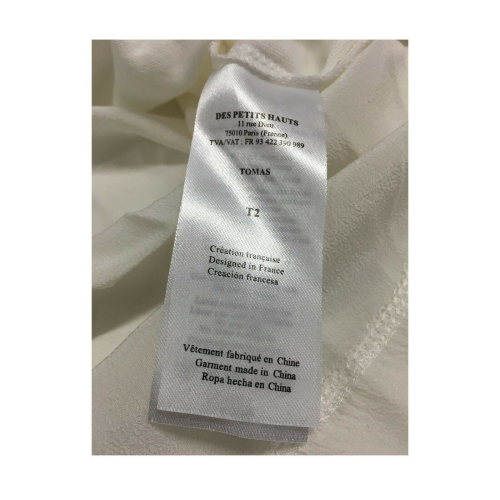 DES PETITS HAUTS
11 rue Dieu
75010 Paris (France)
TVA/VAT : FR 93 422 390 989
TOMAS
T2
Création française
Designed in France
Creación francesa
Vêtement fabriqué en Chine
Garment made in China
Ropa hecha en China